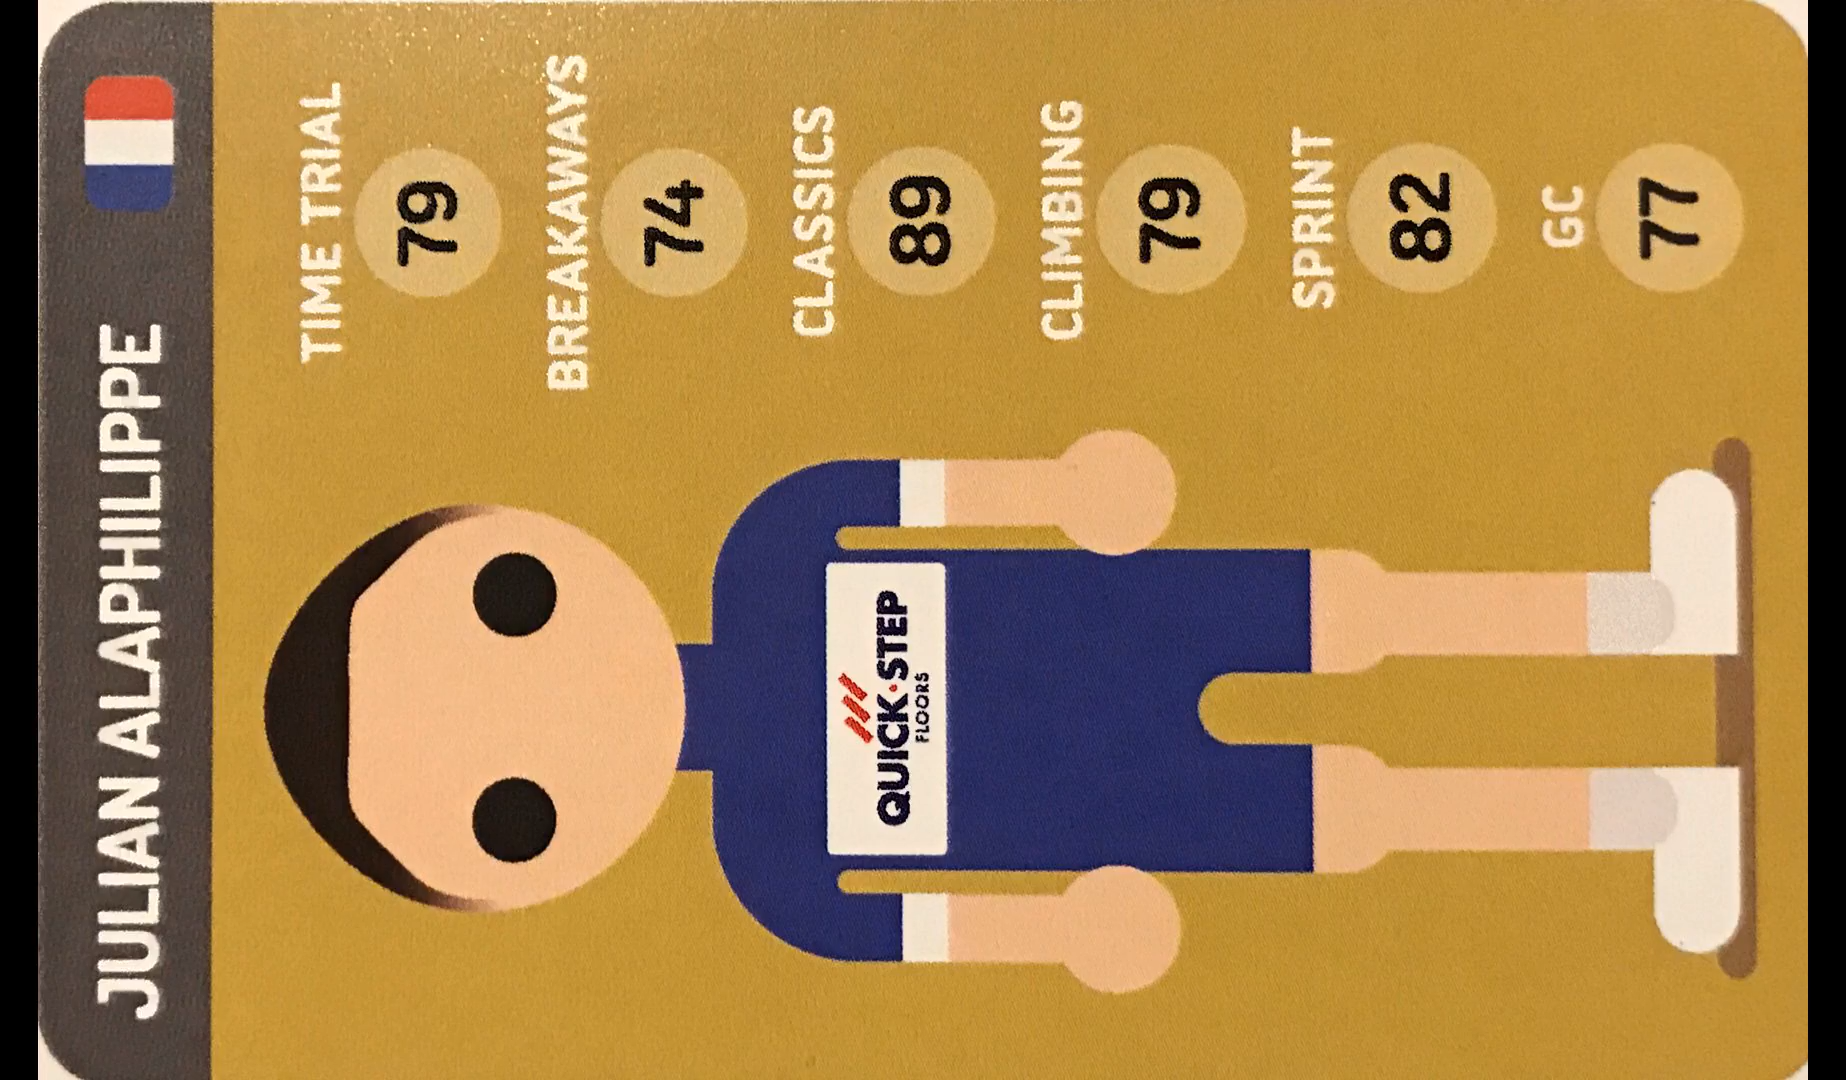 JULIAN ALAPHILIPPE
TIME TRIAL
79
BREAKAWAYS
74
CLASSICS
89
CLIMBING
79
SPRINT
82
GC
77
QUICK·STEP
FLOORS